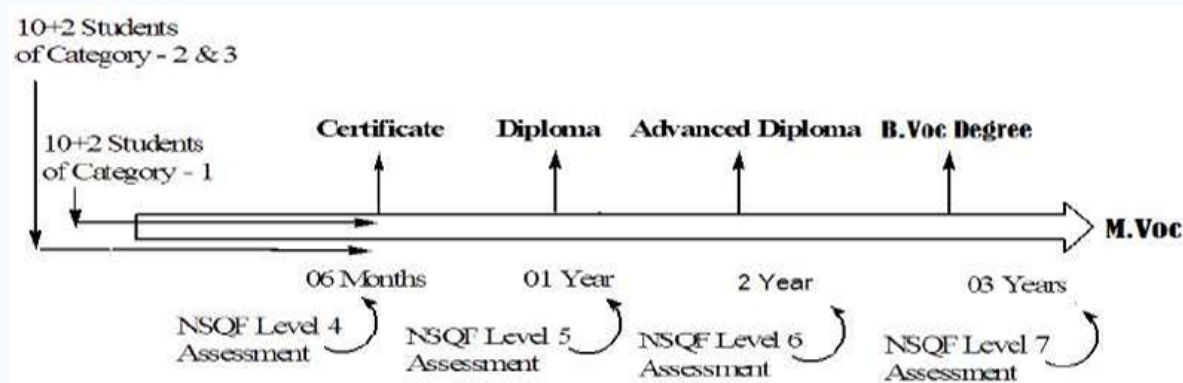 10+2 Students
of Category - 2 & 3
10+2 Students
of Category - 1
Certificate
Diploma
Advanced Diploma
B.Voc Degree
M.Voc
06 Months
01 Year
2 Year
03 Years
NSQF Level 4
Assessment
NSQF Level 5
Assessment
NSQF Level 6
Assessment
NSQF Level 7
Assessment